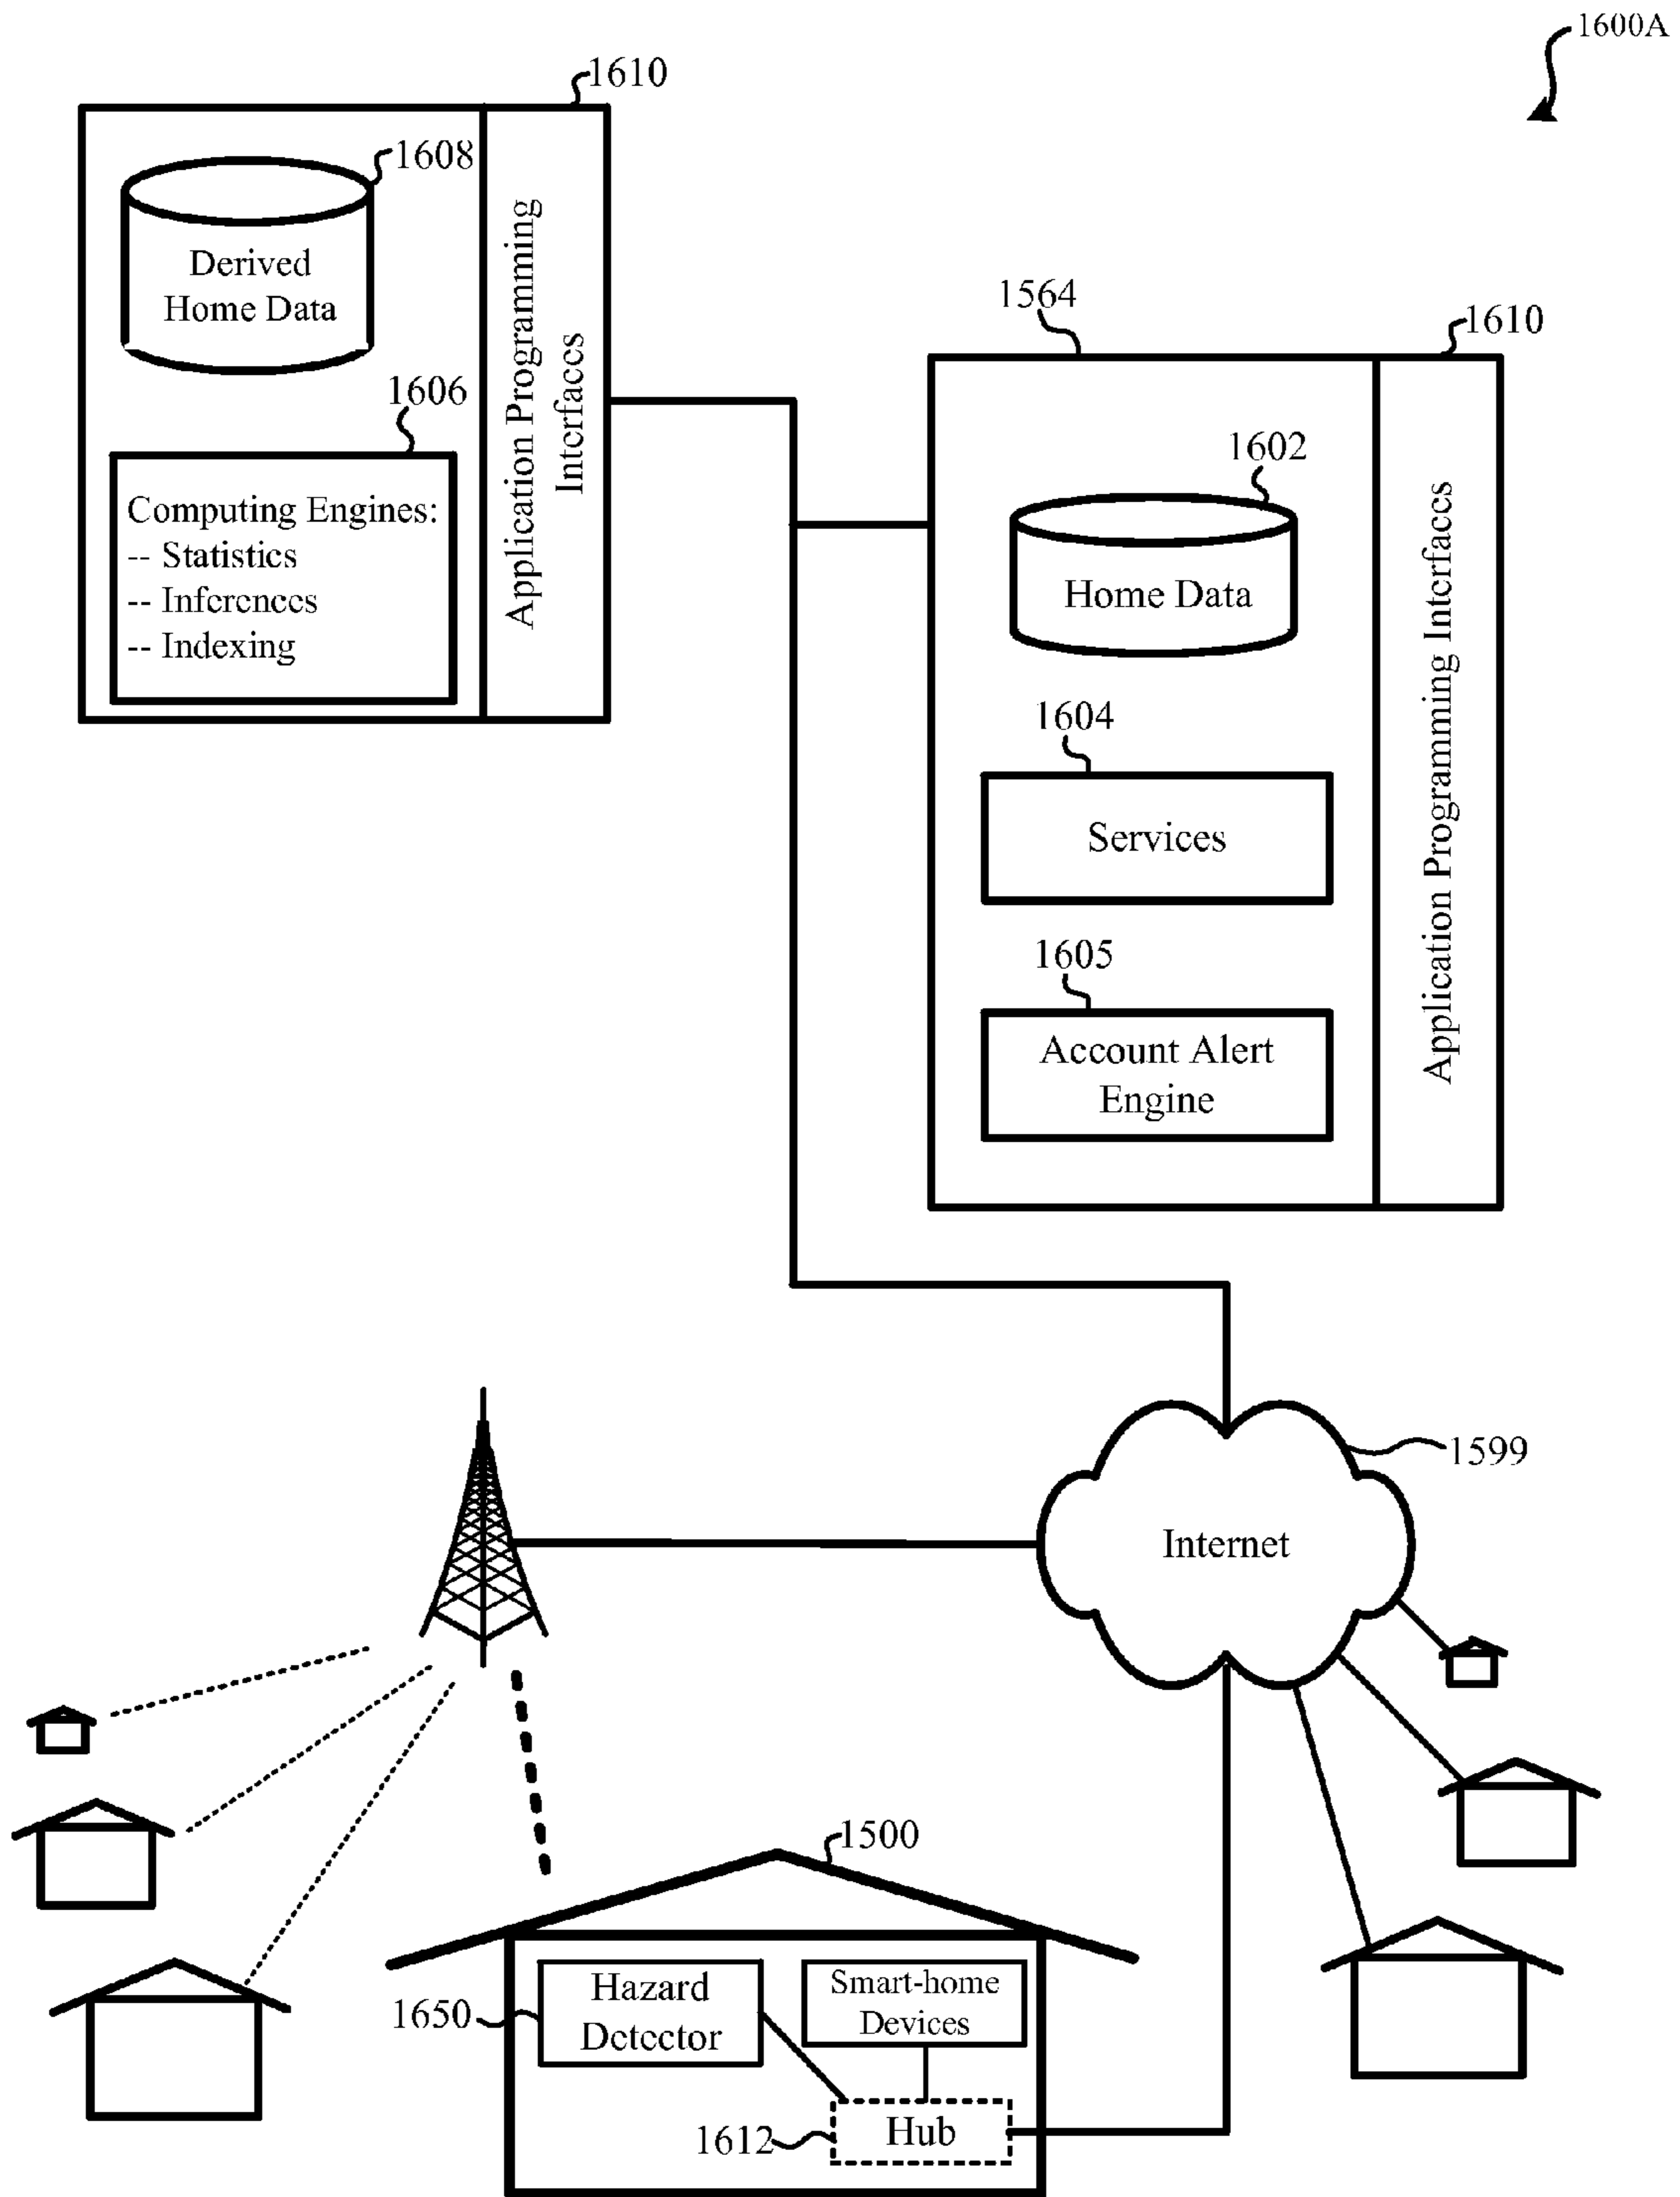 1600A
1610
1608
Derived
Home Data
1606
Computing Engines:
-- Statistics
-- Inferences
-- Indexing
Application Programming
Interfaces
1564
1610
1602
Home Data
1604
Services
1605
Account Alert
Engine
Application Programming Interfaces
1599
Internet
1500
Hazard
Detector
1650
Smart-home
Devices
1612
Hub